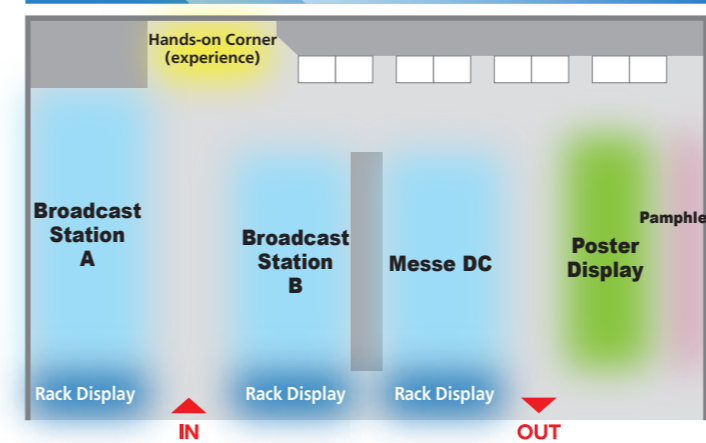 Hands-on Corner
(experience)
Broadcast
Station
A
Broadcast
Station
B
Messe DC
Poster
Display
Pamphle
Rack Display
Rack Display
Rack Display
IN
OUT